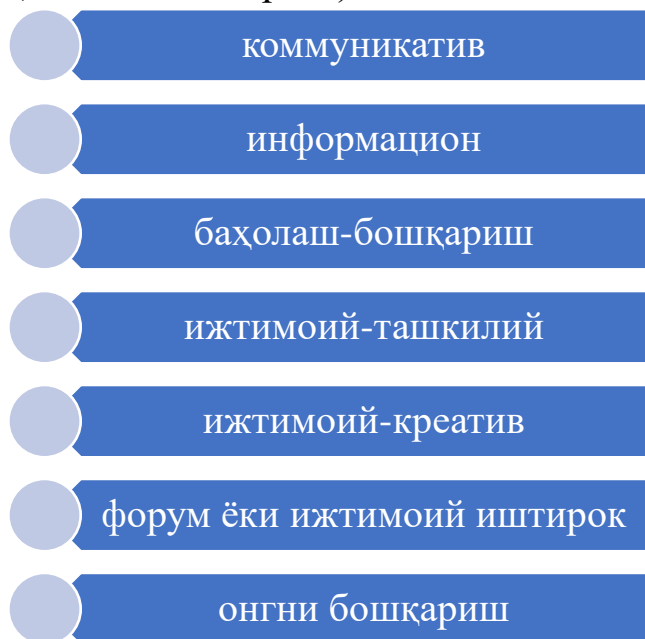 коммуникатив
информацион
баҳолаш-бошқариш
ижтимоий-ташкилий
ижтимоий-креатив
форум ёки ижтимоий иштирок
онгни бошқариш